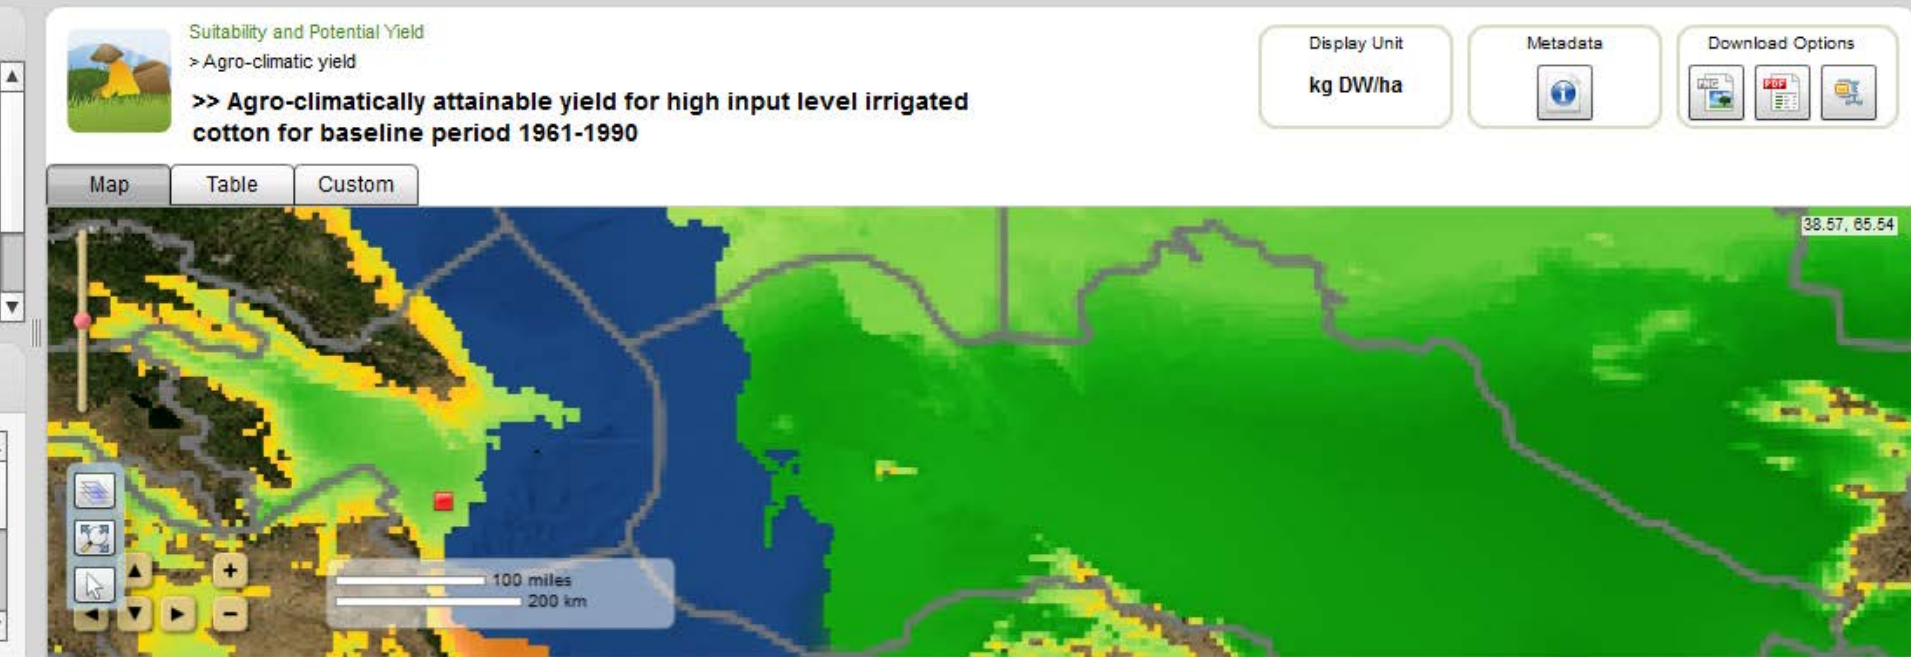 Suitability and Potential Yield
> Agro-climatic yield
>> Agro-climatically attainable yield for high input level irrigated
cotton for baseline period 1961-1990
Display Unit
kg DW/ha
Metadata
Download Options
PDF
Map
Table
Custom
38.57, 65.54
100 miles
200 km